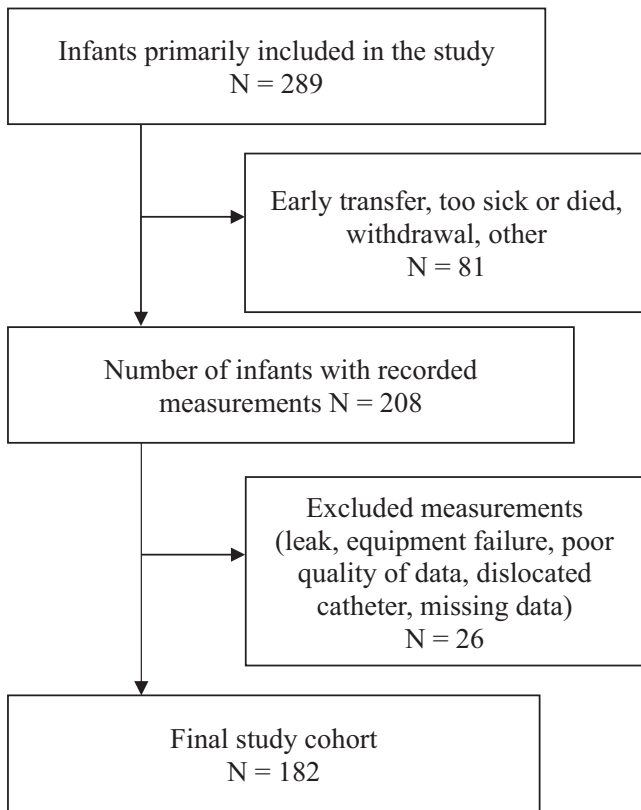 Infants primarily included in the study
N = 289
Early transfer, too sick or died,
withdrawal, other
N = 81
Number of infants with recorded
measurements N = 208
Excluded measurements
(leak, equipment failure, poor
quality of data, dislocated
catheter, missing data)
N = 26
Final study cohort
N = 182